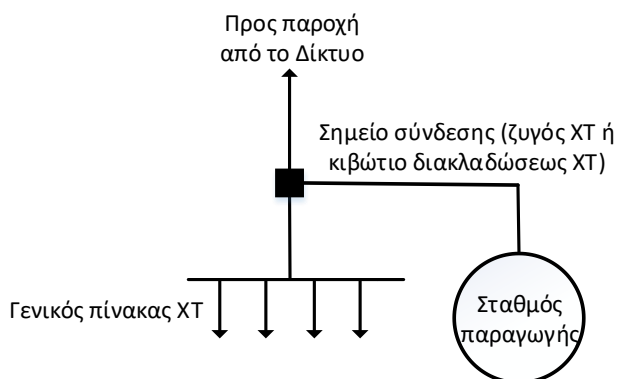 Προς παροχή
από το Δίκτυο
Σημείο σύνδεσης (ζυγός ΧΤ ή
κιβώτιο διακλαδώσεως ΧΤ)
Γενικός πίνακας ΧΤ
Σταθμός
παραγωγής